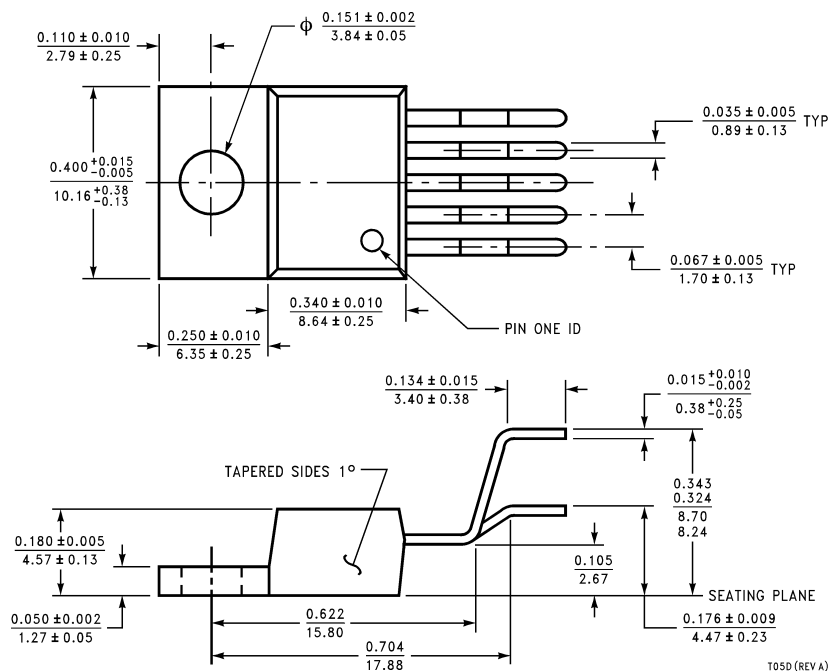 0.110 ± 0.010
2.79 ± 0.25
ϕ 0.151 ± 0.002
3.84 ± 0.05
0.035 ± 0.005
0.89 ± 0.13
TYP
0.400 +0.015
-0.005
10.16 +0.38
-0.13
0.067 ± 0.005
1.70 ± 0.13
TYP
0.340 ± 0.010
8.64 ± 0.25
PIN ONE ID
0.250 ± 0.010
6.35 ± 0.25
0.134 ± 0.015
3.40 ± 0.38
0.015 +0.010
-0.002
0.38 +0.25
-0.05
TAPERED SIDES 1°
0.343
0.324
8.70
8.24
0.180 ± 0.005
4.57 ± 0.13
0.105
2.67
SEATING PLANE
0.050 ± 0.002
1.27 ± 0.05
0.622
15.80
0.176 ± 0.009
4.47 ± 0.23
0.704
17.88
T05D (REV A)